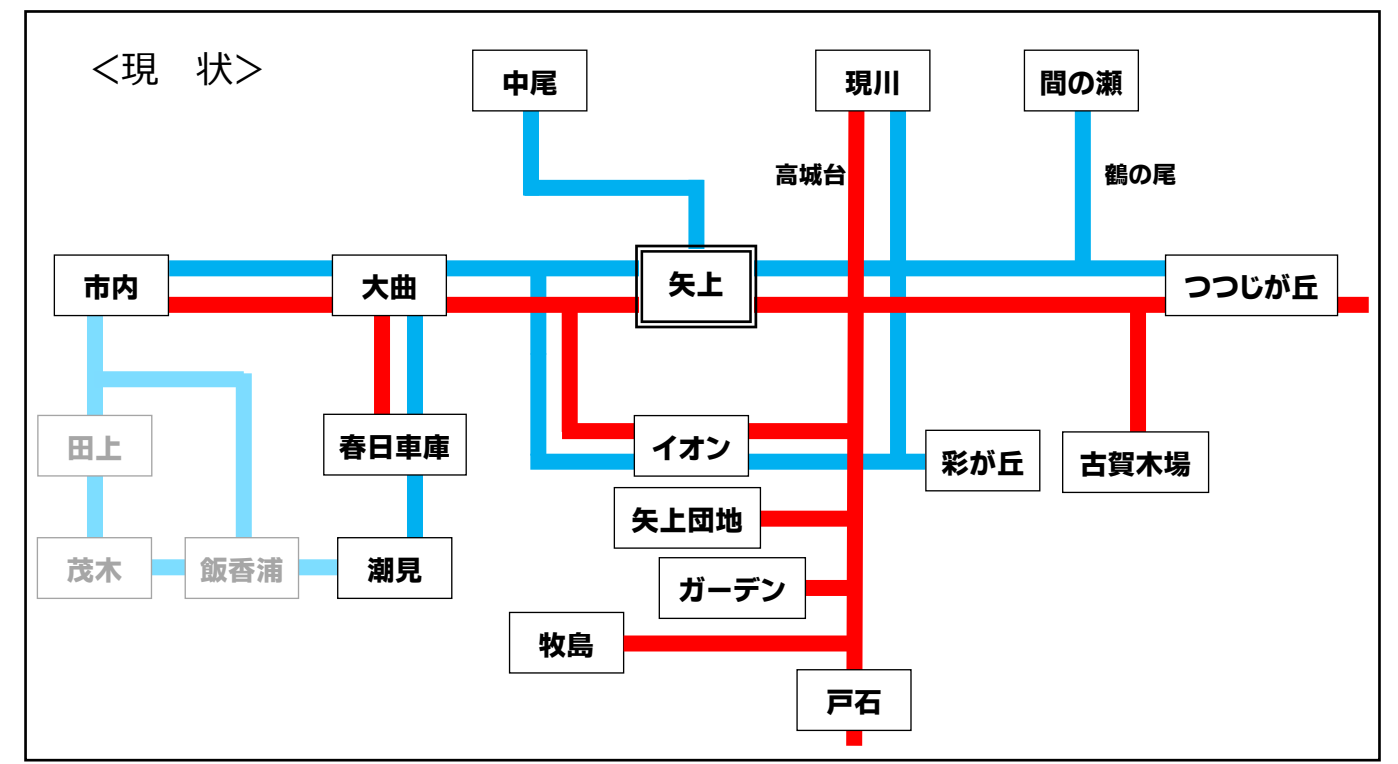 ＜現　状＞
中尾
現川
間の瀬
高城台
鶴の尾
市内
大曲
矢上
つつじが丘
田上
春日車庫
イオン
彩が丘
古賀木場
矢上団地
茂木
飯香浦
潮見
ガーデン
牧島
戸石